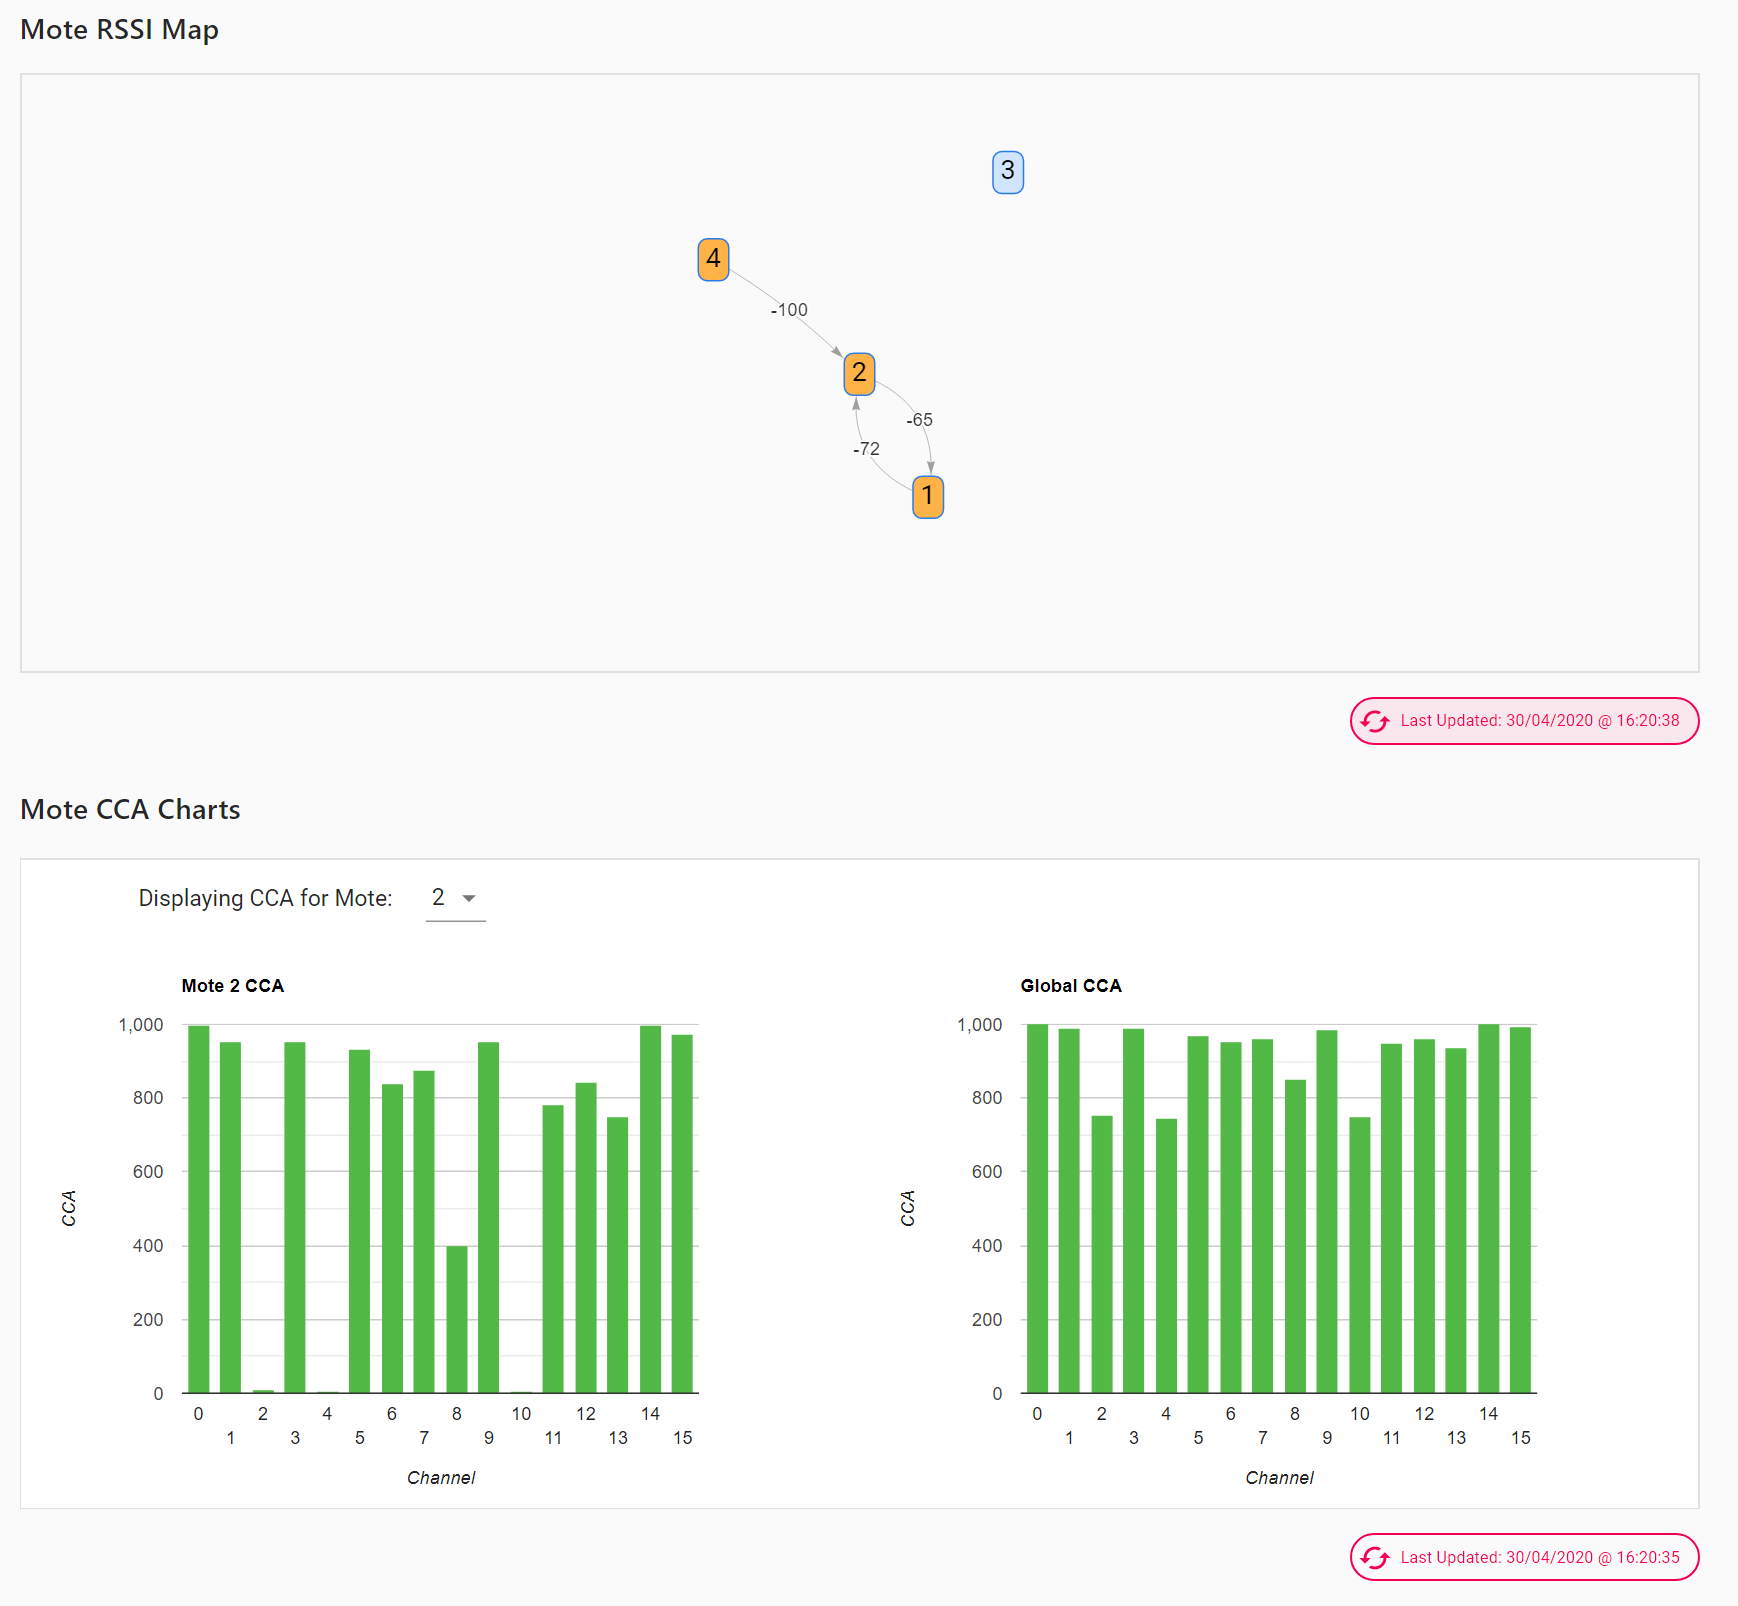 Mote RSSI Map
3
4
-100
2
-65
-72
1
Last Updated: 30/04/2020 @ 16:20:38
Mote CCA Charts
Displaying CCA for Mote: 2
Mote 2 CCA
1,000
800
600
400
200
0
CCA
0 2 4 6 8 10 12 14
1 3 5 7 9 11 13 15
Channel
Global CCA
1,000
800
600
400
200
0
CCA
0 2 4 6 8 10 12 14
1 3 5 7 9 11 13 15
Channel
Last Updated: 30/04/2020 @ 16:20:35